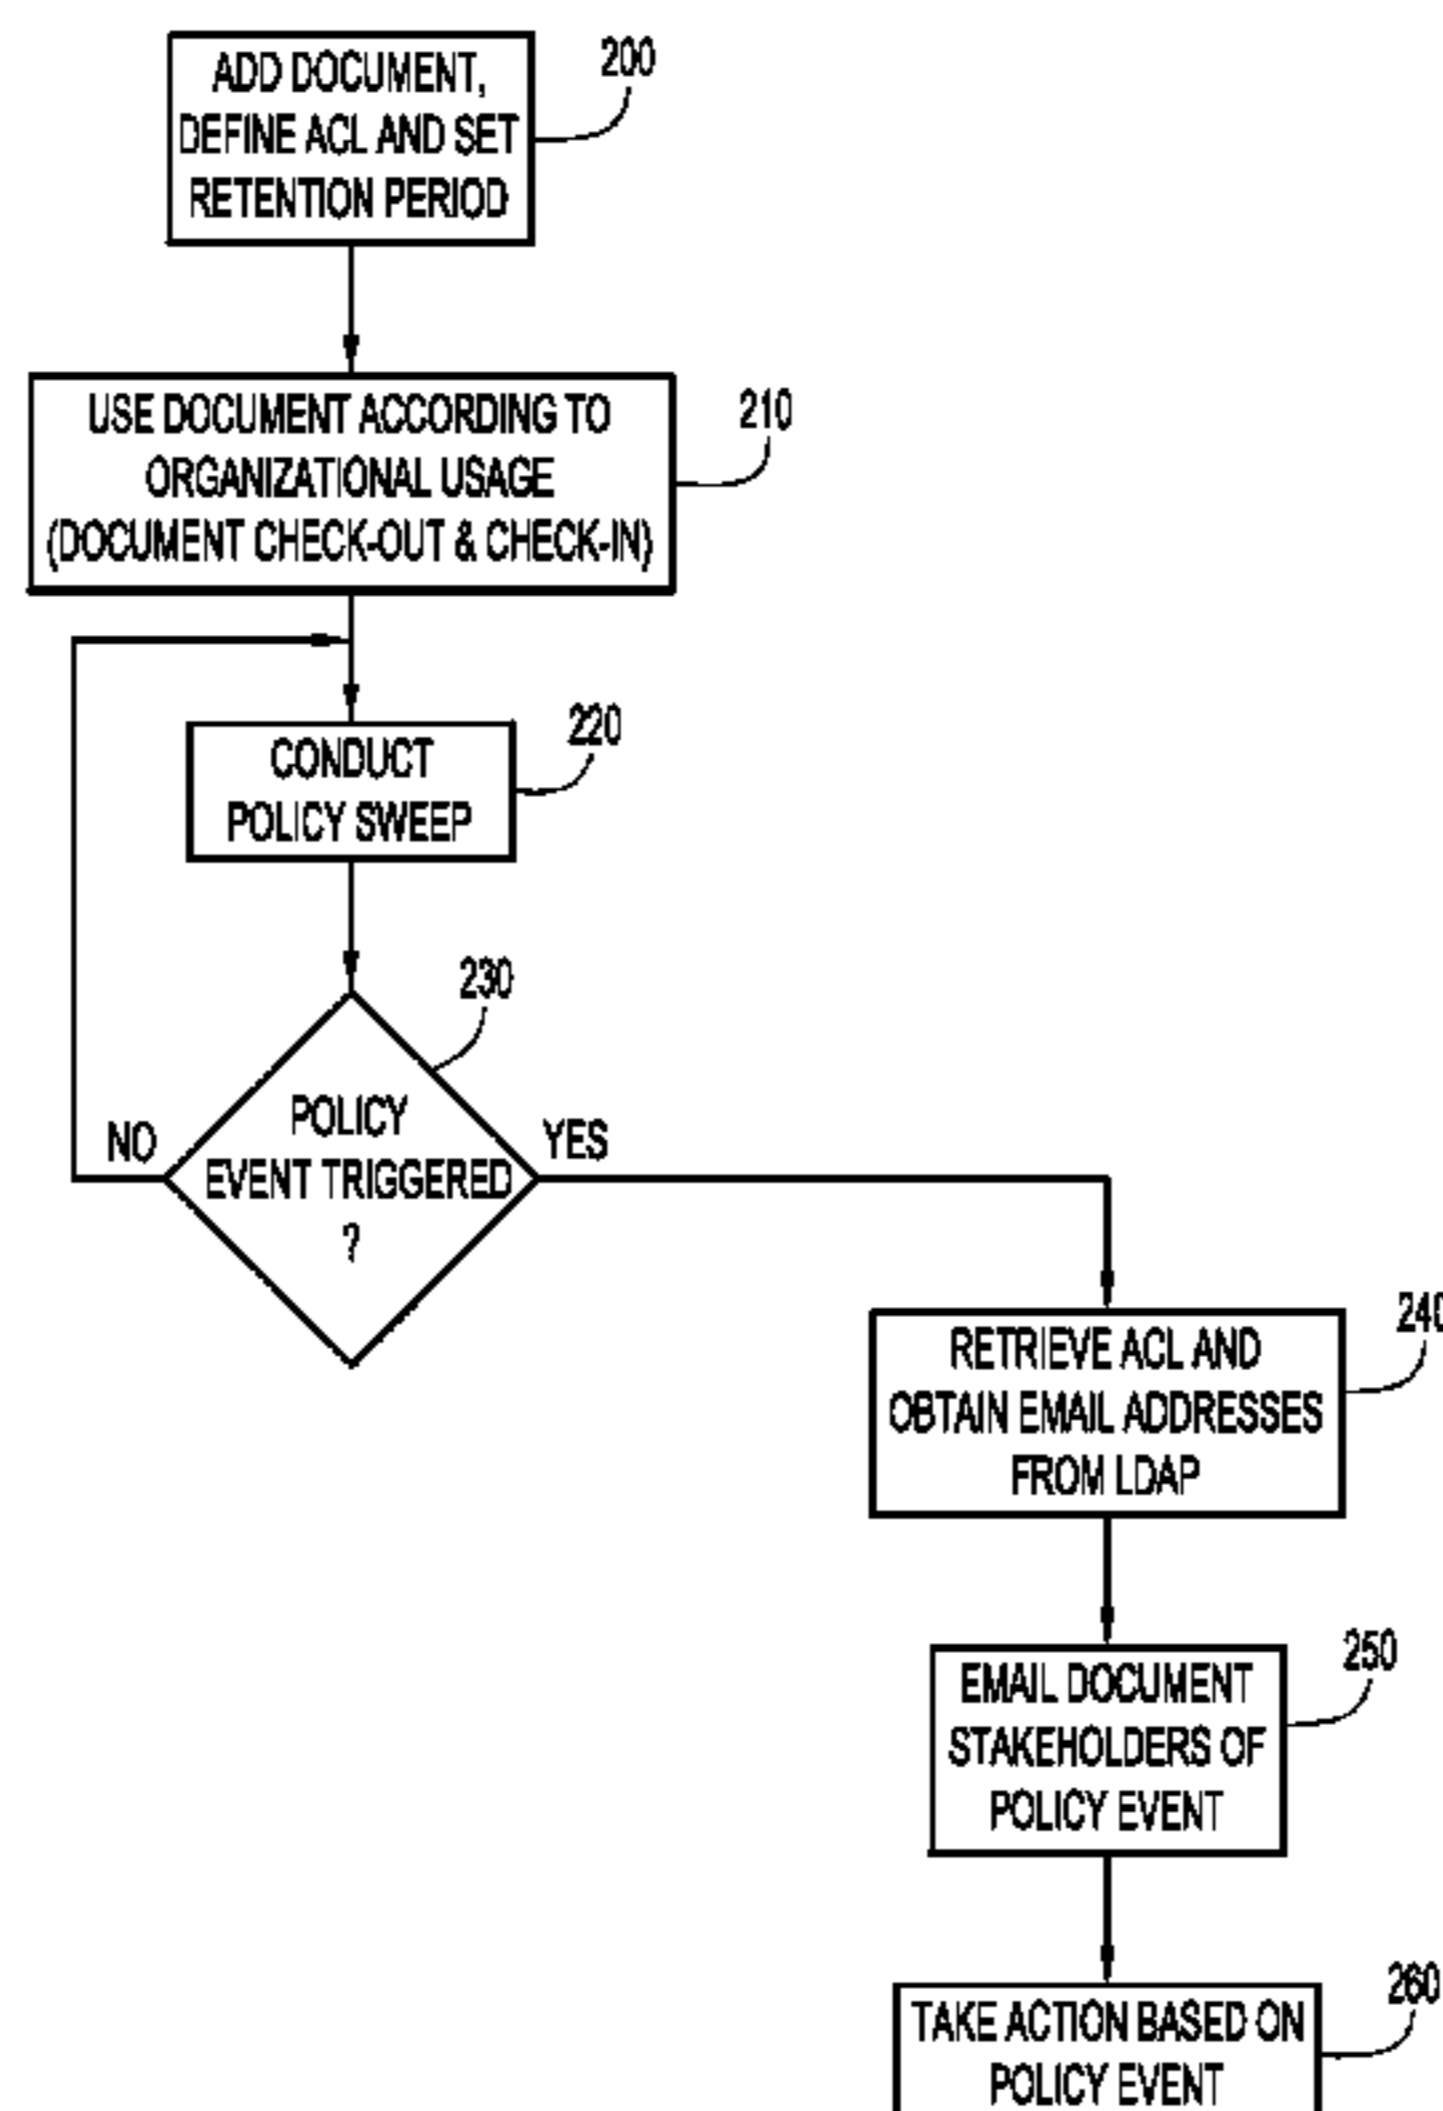 ADD DOCUMENT,
DEFINE ACL AND SET
RETENTION PERIOD
200
USE DOCUMENT ACCORDING TO
ORGANIZATIONAL USAGE
(DOCUMENT CHECK-OUT & CHECK-IN)
210
CONDUCT
POLICY SWEEP
220
230
POLICY
EVENT TRIGGERED
?
NO
YES
RETRIEVE ACL AND
OBTAIN EMAIL ADDRESSES
FROM LDAP
240
EMAIL DOCUMENT
STAKEHOLDERS OF
POLICY EVENT
250
TAKE ACTION BASED ON
POLICY EVENT
260